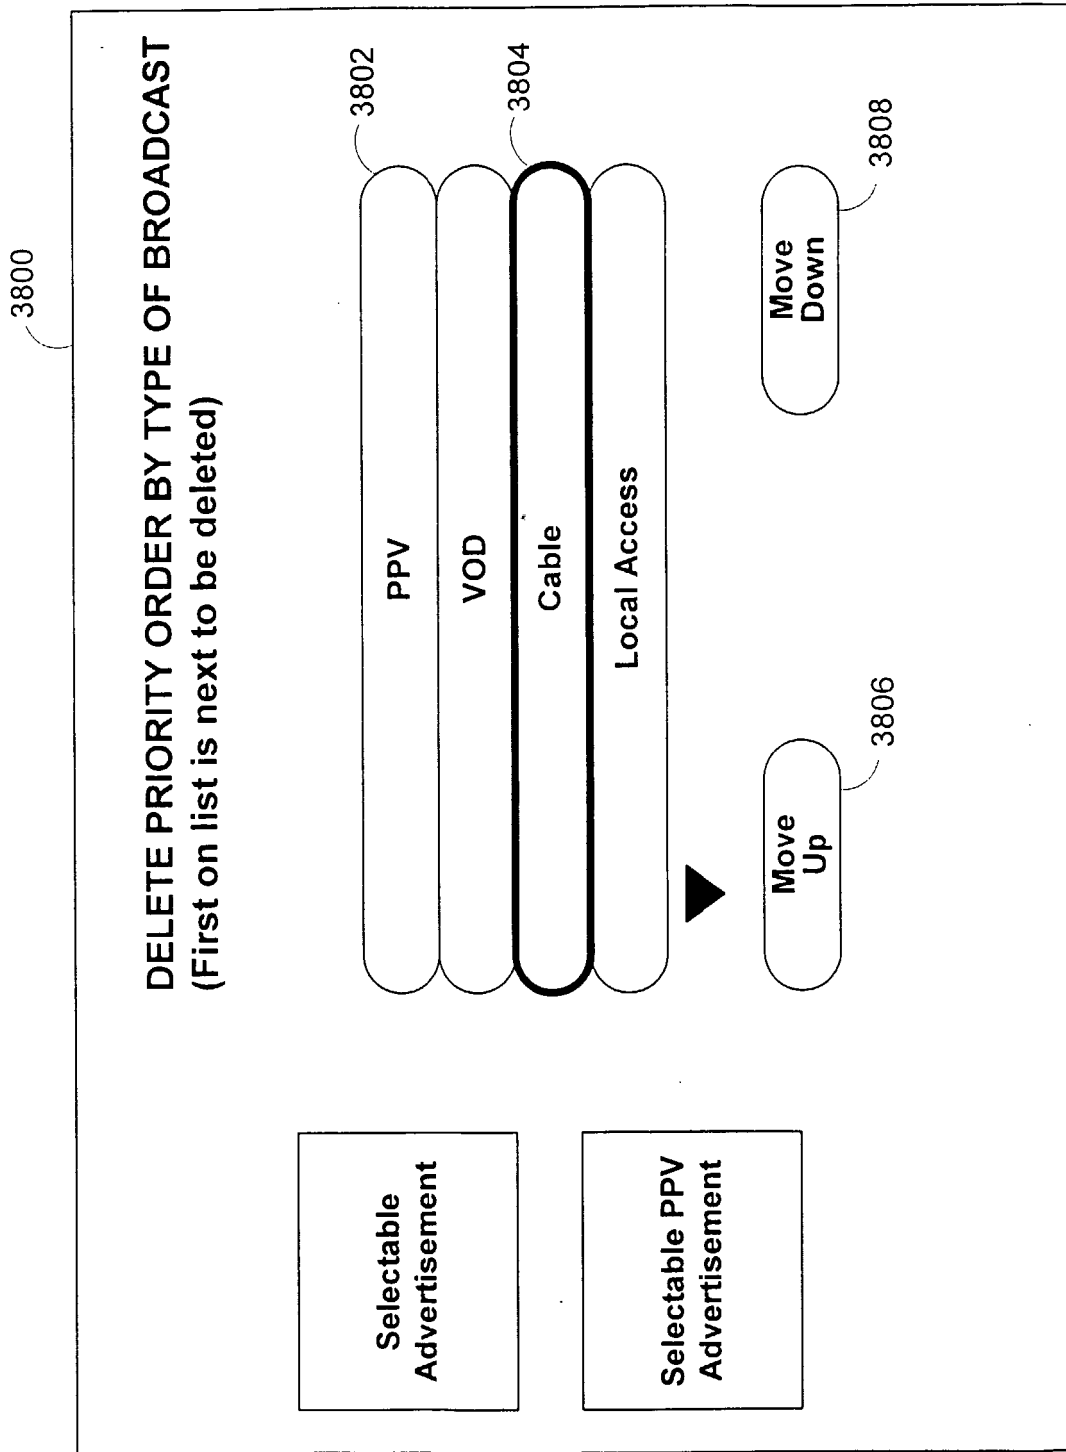 3800
DELETE PRIORITY ORDER BY TYPE OF BROADCAST
(First on list is next to be deleted)
Selectable
Advertisement
Selectable PPV
Advertisement
PPV
3802
VOD
Cable
3804
Local Access
Move
Up
3806
Move
Down
3808